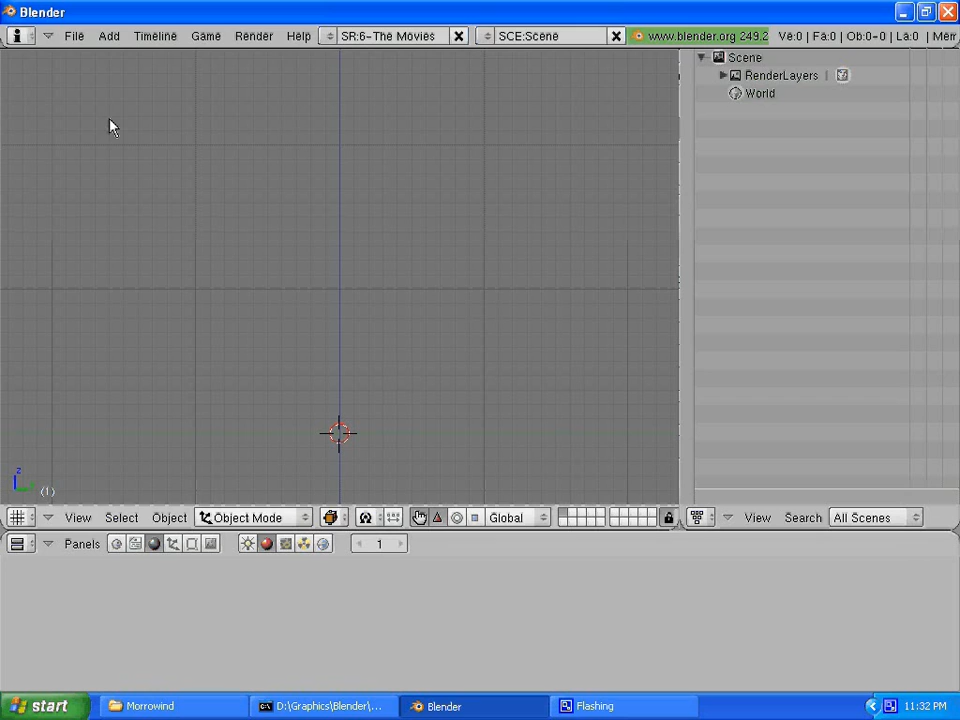 Blender
File Add Timeline Game Render Help SR:6-The Movies SCE:Scene www.blender.org 249.2 Ve:0 | Fa:0 | Ob:0-0 | La:0 | Mem
Scene
RenderLayers
World
z
(1)
View Select Object Object Mode Global View Search All Scenes
Panels 1
start Morrowind D:\Graphics\Blender\... Blender Flashing 11:32 PM